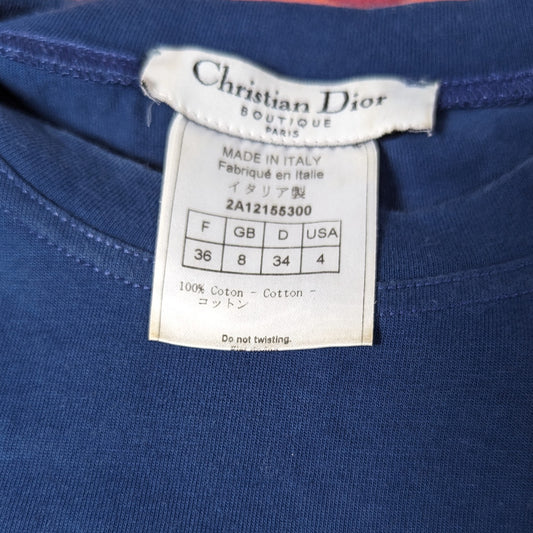 Christian Dior
BOUTIQUE
PARIS
MADE IN ITALY
Fabriqué en Italie
イタリア製
2A12155300
F GB D USA
36 8 34 4
100% Coton - Cotton -
コットン
Do not twisting.